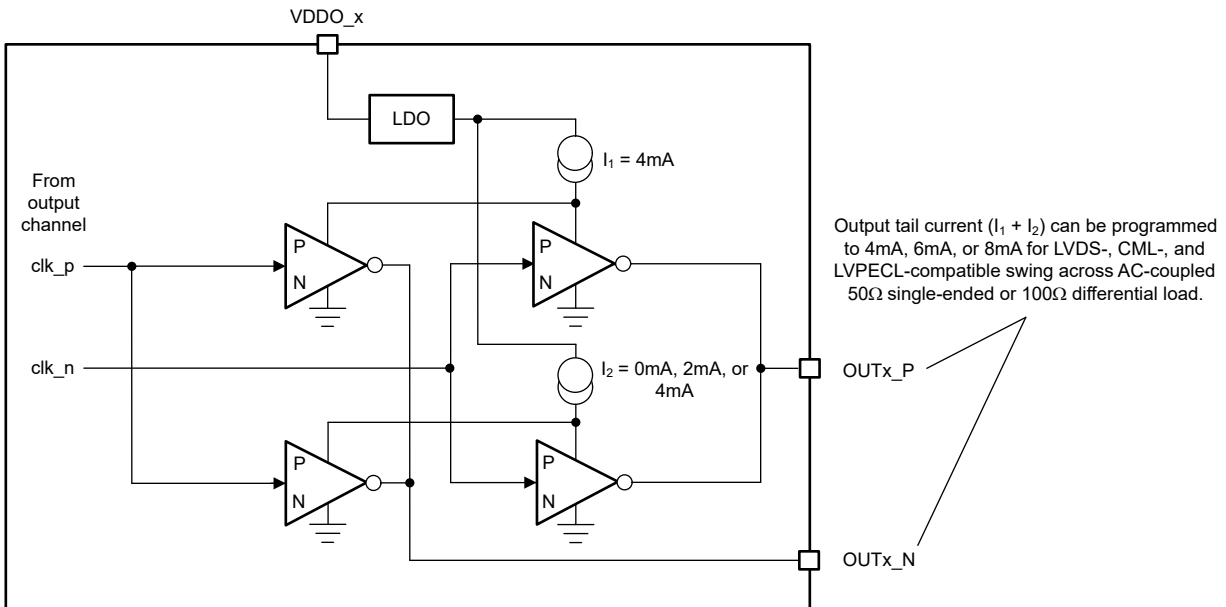 VDDO_x
LDO
I₁ = 4mA
From
output
channel
P
N
P
N
clk_p
Output tail current (I₁ + I₂) can be programmed
to 4mA, 6mA, or 8mA for LVDS-, CML-, and
LVPECL-compatible swing across AC-coupled
50Ω single-ended or 100Ω differential load.
clk_n
I₂ = 0mA, 2mA, or
4mA
OUTx_P
P
N
P
N
OUTx_N